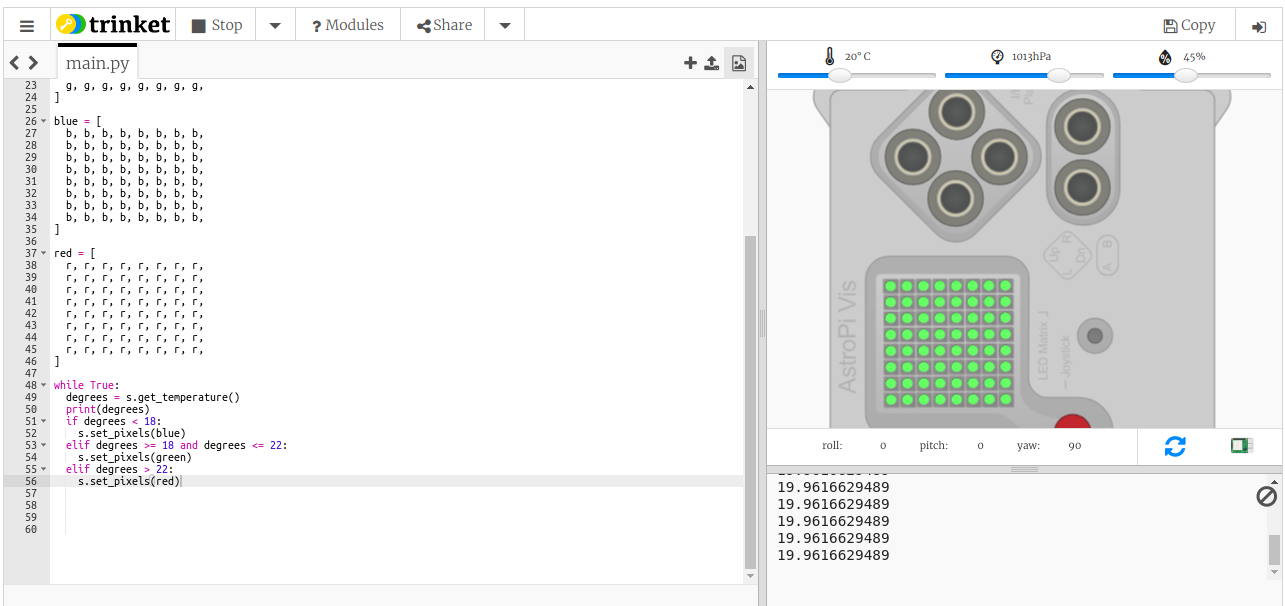 trinket
Stop
? Modules
Share
Copy
main.py
23 g, g, g, g, g, g, g, g,
24 ]
25
26 blue = [
27 b, b, b, b, b, b, b, b,
28 b, b, b, b, b, b, b, b,
29 b, b, b, b, b, b, b, b,
30 b, b, b, b, b, b, b, b,
31 b, b, b, b, b, b, b, b,
32 b, b, b, b, b, b, b, b,
33 b, b, b, b, b, b, b, b,
34 b, b, b, b, b, b, b, b,
35 ]
36
37 red = [
38 r, r, r, r, r, r, r, r,
39 r, r, r, r, r, r, r, r,
40 r, r, r, r, r, r, r, r,
41 r, r, r, r, r, r, r, r,
42 r, r, r, r, r, r, r, r,
43 r, r, r, r, r, r, r, r,
44 r, r, r, r, r, r, r, r,
45 r, r, r, r, r, r, r, r,
46 ]
47
48 while True:
49 degrees = s.get_temperature()
50 print(degrees)
51 if degrees < 18:
52 s.set_pixels(blue)
53 elif degrees >= 18 and degrees <= 22:
54 s.set_pixels(green)
55 elif degrees > 22:
56 s.set_pixels(red)
57
58
59
60
20° C
1013hPa
45%
Up
R
L
Dn
A
B
AstroPi Vis
LED Matrix
Joystick
roll: 0 pitch: 0 yaw: 90
19.9616629489
19.9616629489
19.9616629489
19.9616629489
19.9616629489
19.9616629489